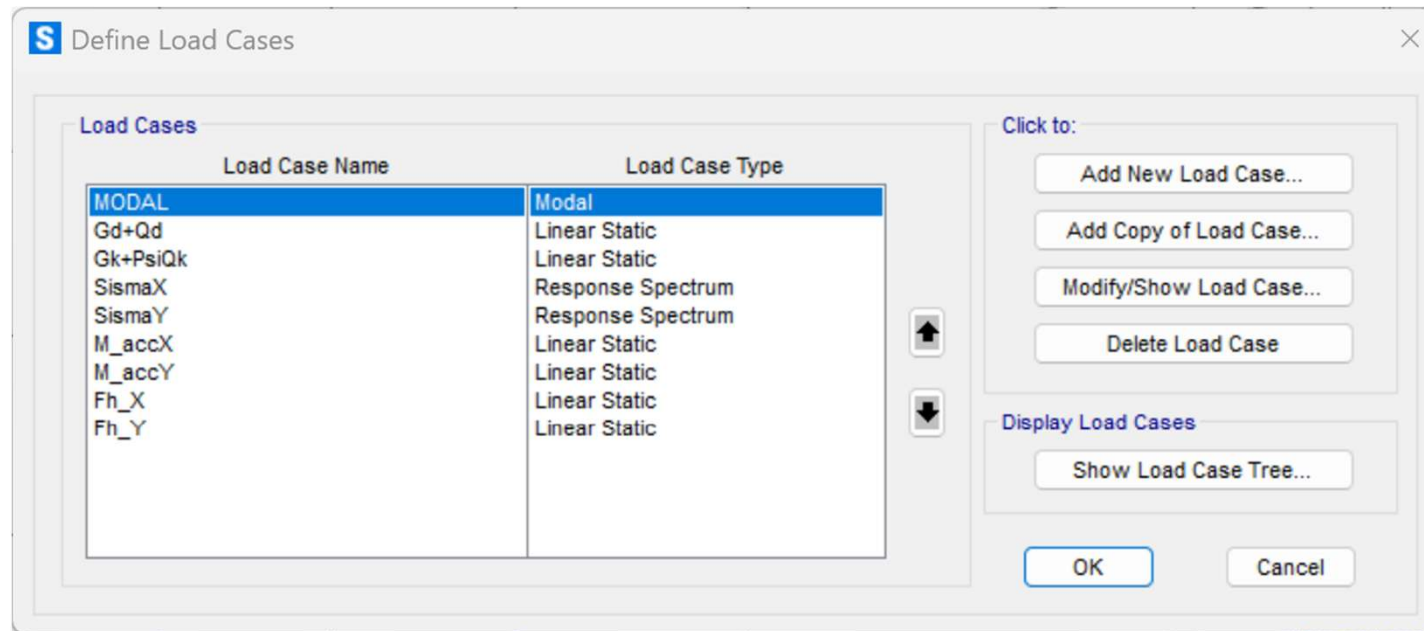 S Define Load Cases
Load Cases
Load Case Name Load Case Type
MODAL Modal
Gd+Qd Linear Static
Gk+PsiQk Linear Static
SismaX Response Spectrum
SismaY Response Spectrum
M_accX Linear Static
M_accY Linear Static
Fh_X Linear Static
Fh_Y Linear Static
Click to:
Add New Load Case...
Add Copy of Load Case...
Modify/Show Load Case...
Delete Load Case
Display Load Cases
Show Load Case Tree...
OK Cancel